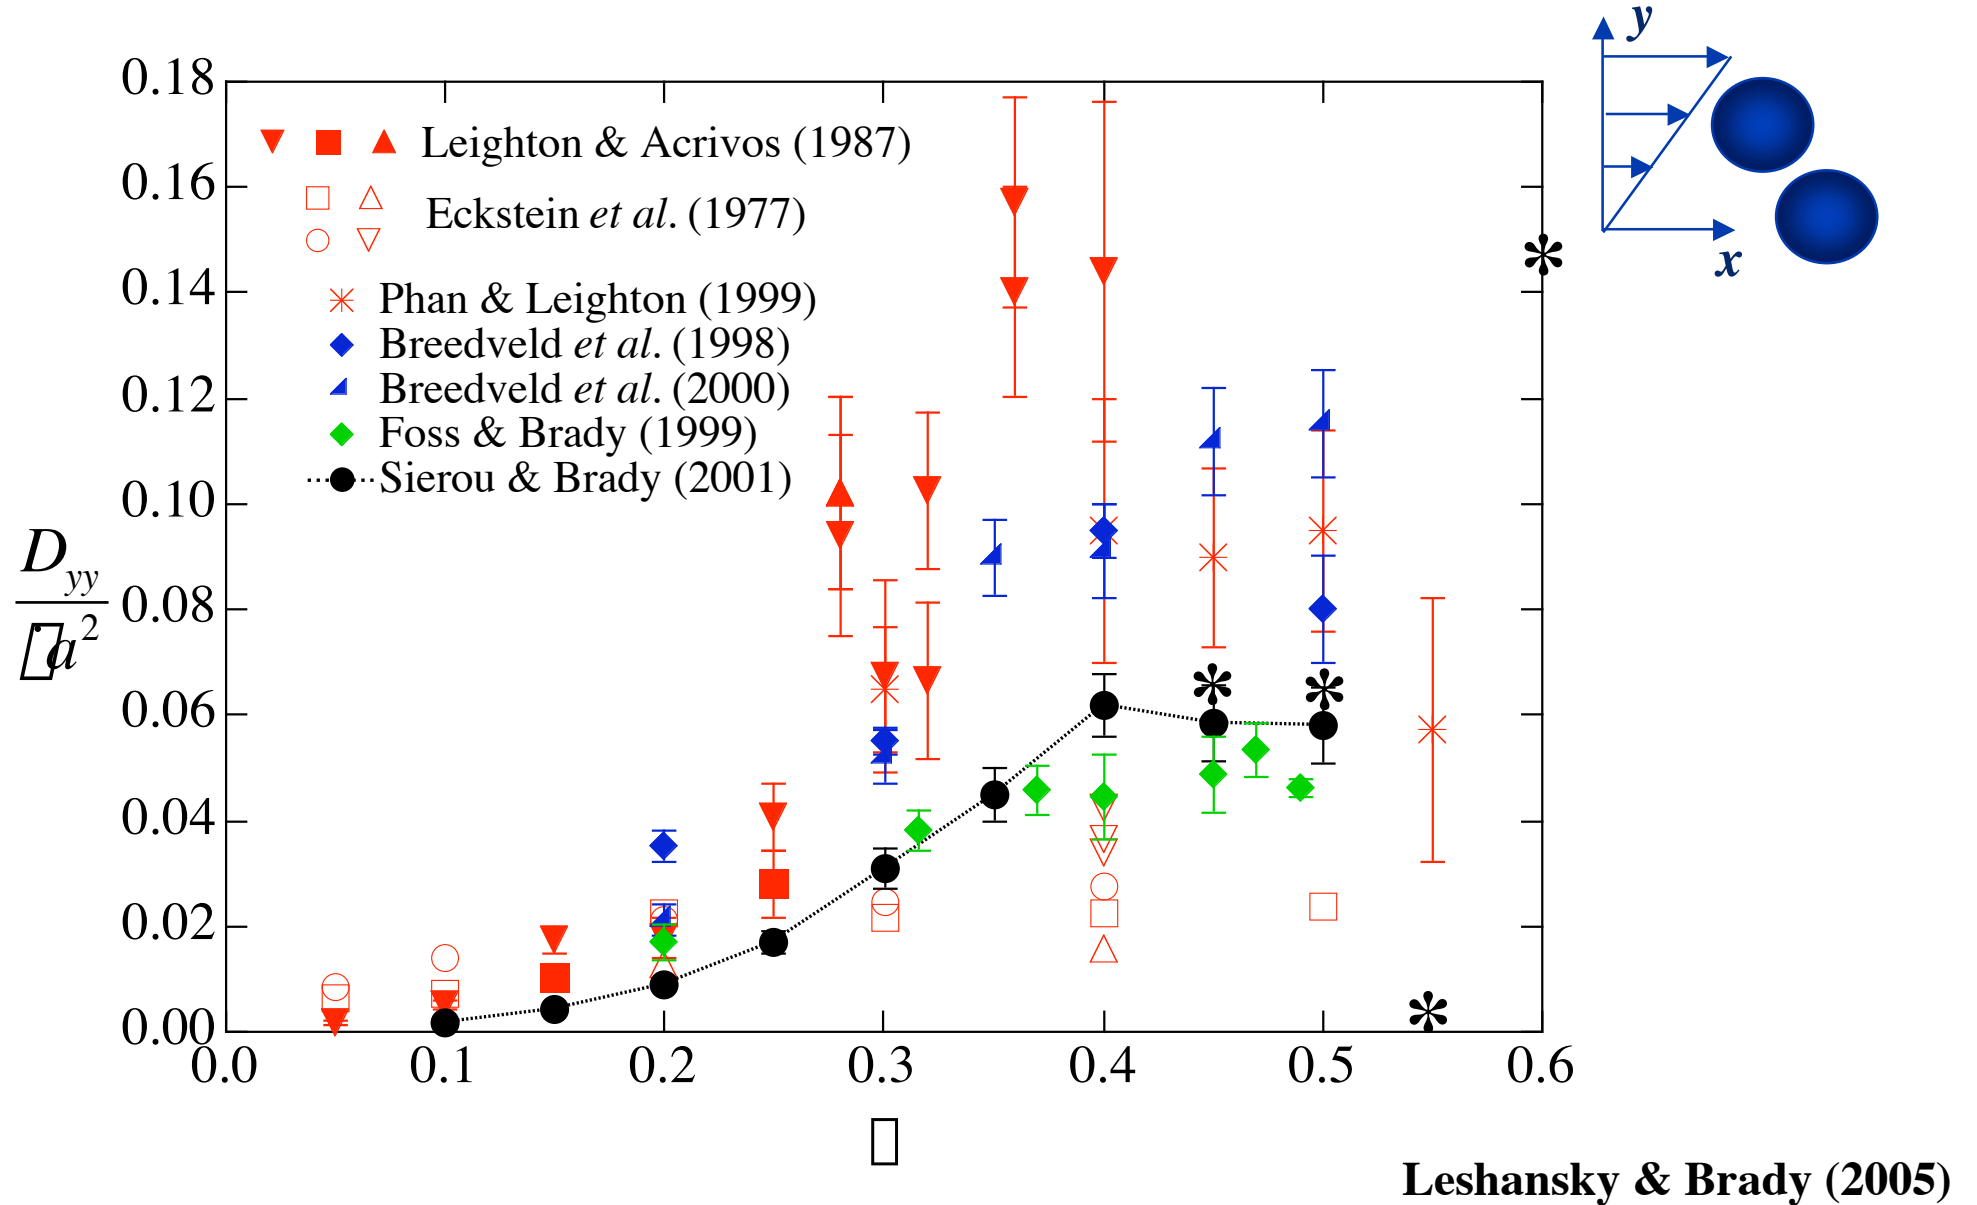 y
0.18
Leighton & Acrivos (1987)
0.16
Eckstein et al. (1977)
x
0.14
Phan & Leighton (1999)
Breedveld et al. (1998)
0.12
Breedveld et al. (2000)
Foss & Brady (1999)
0.10
Sierou & Brady (2001)
D yy
0.08
a 2
0.06
0.04
0.02
0.00
0.0 0.1 0.2 0.3 0.4 0.5 0.6
Leshansky & Brady (2005)